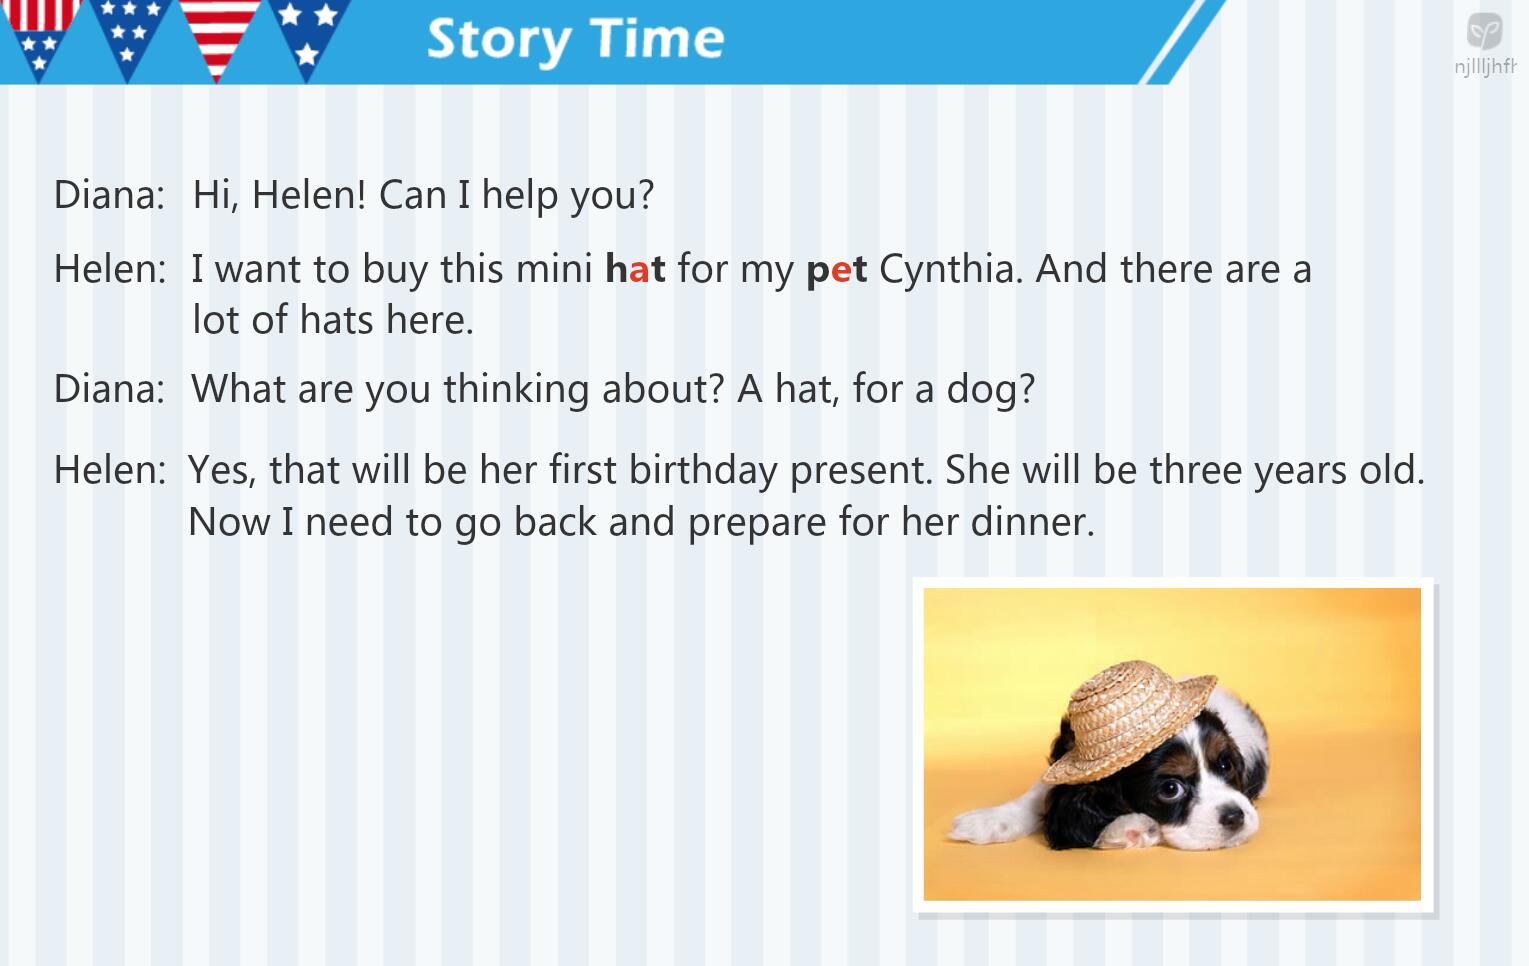 Story Time
Diana: Hi, Helen! Can I help you?
Helen: I want to buy this mini hat for my pet Cynthia. And there are a
lot of hats here.
Diana: What are you thinking about? A hat, for a dog?
Helen: Yes, that will be her first birthday present. She will be three years old.
Now I need to go back and prepare for her dinner.